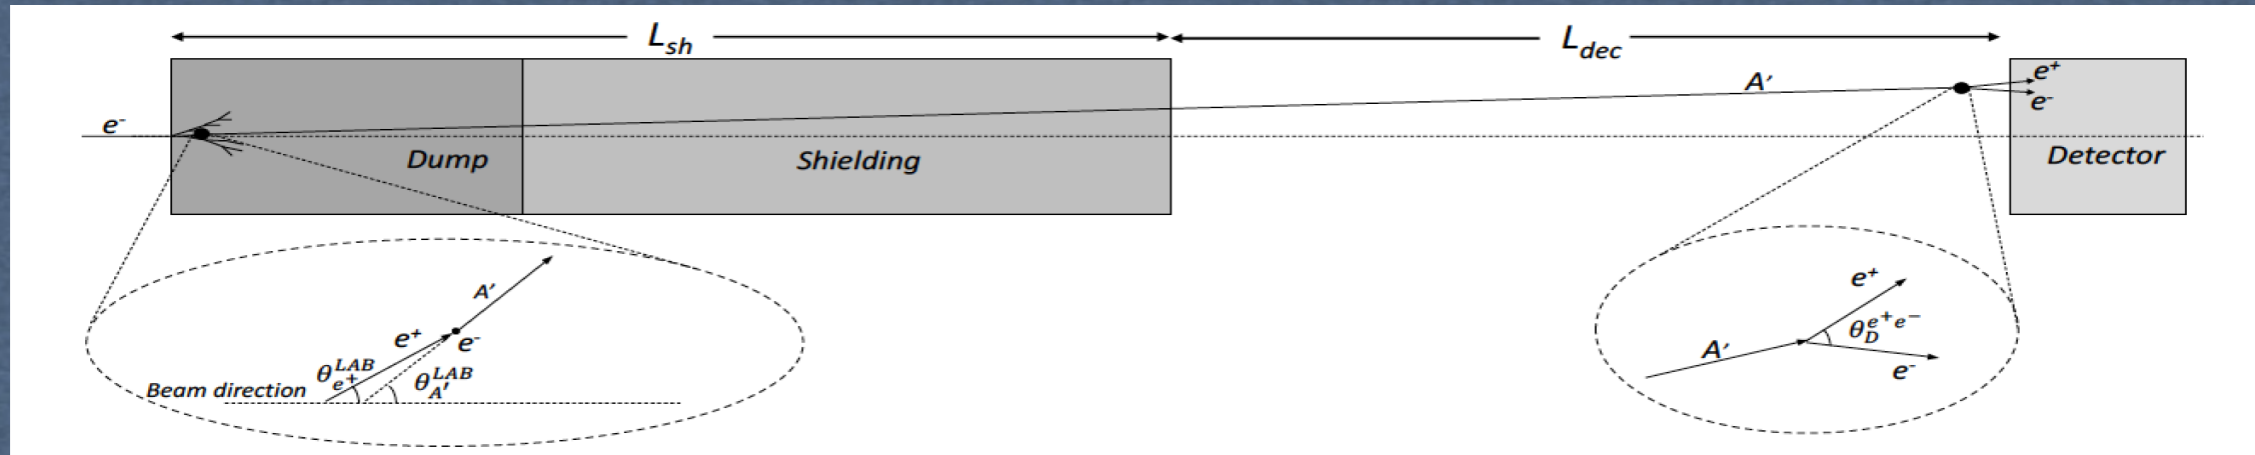 L_sh
L_dec
e⁻
Dump
Shielding
A'
e⁺
e⁻
Detector
A'
e⁺
e⁻
θ_{e⁺}^{LAB}
θ_{A'}^{LAB}
Beam direction
e⁺
θ_D^{e⁺e⁻}
A'
e⁻